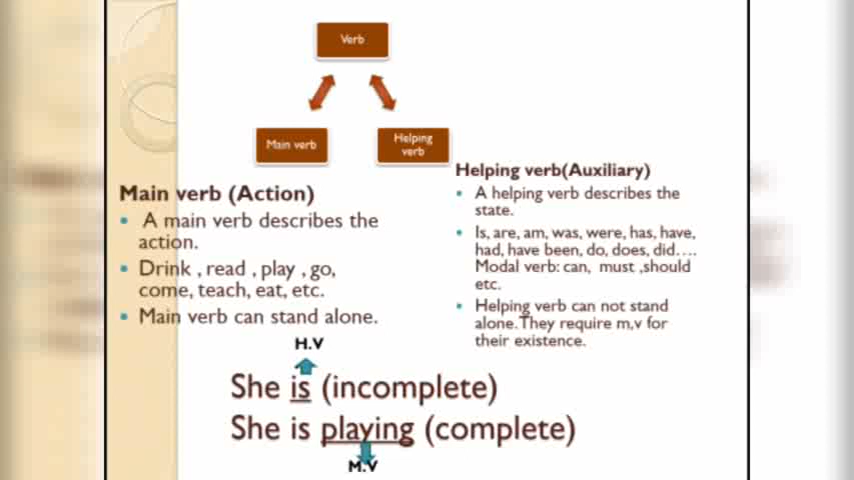 Verb
Main verb
Helping
verb
Main verb (Action)
• A main verb describes the
action.
• Drink , read , play , go,
come, teach, eat, etc.
• Main verb can stand alone.
Helping verb(Auxiliary)
• A helping verb describes the
state.
• Is, are, am, was, were, has, have,
had, have been, do, does, did….
Modal verb: can, must ,should
etc.
• Helping verb can not stand
alone.They require m,v for
their existence.
H.V
She is (incomplete)
She is playing (complete)
M.V